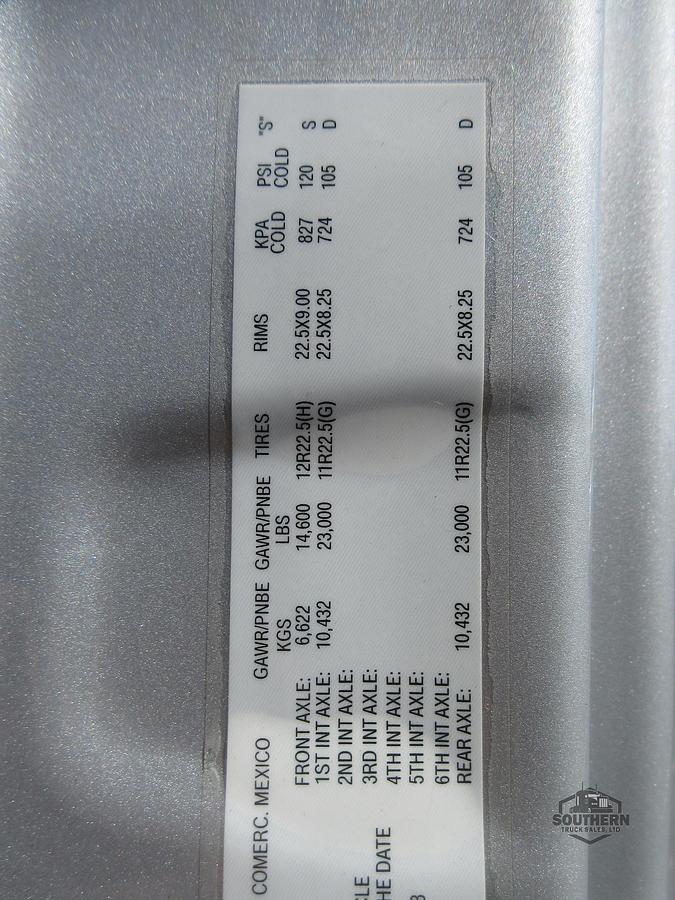 COMERC. MEXICO GAWR/PNBE GAWR/PNBE TIRES RIMS KPA PSI "S"
KGS LBS COLD COLD
FRONT AXLE: 6,622 14,600 12R22.5(H) 22.5X9.00 827 120 S
1ST INT AXLE: 10,432 23,000 11R22.5(G) 22.5X8.25 724 105 D
2ND INT AXLE:
3RD INT AXLE:
4TH INT AXLE:
CLE 5TH INT AXLE:
HE DATE 6TH INT AXLE:
REAR AXLE: 10,432 23,000 11R22.5(G) 22.5X8.25 724 105 D
SOUTHERN
TRUCK SALES, LTD